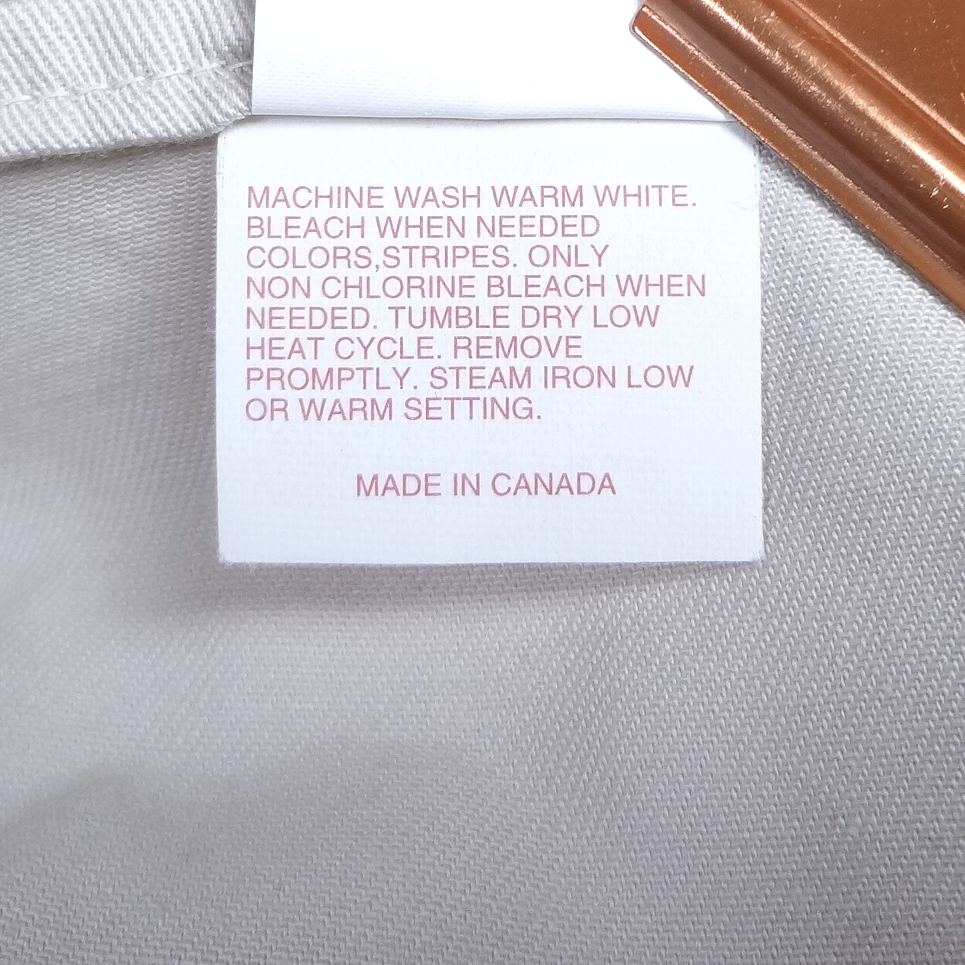 MACHINE WASH WARM WHITE.
BLEACH WHEN NEEDED
COLORS,STRIPES. ONLY
NON CHLORINE BLEACH WHEN
NEEDED. TUMBLE DRY LOW
HEAT CYCLE. REMOVE
PROMPTLY. STEAM IRON LOW
OR WARM SETTING.
MADE IN CANADA